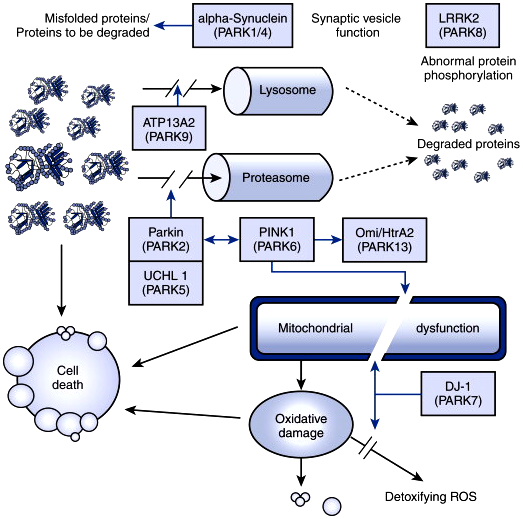 Misfolded proteins/
Proteins to be degraded
alpha-Synuclein
(PARK1/4)
Synaptic vesicle
function
LRRK2
(PARK8)
Abnormal protein
phosphorylation
Lysosome
ATP13A2
(PARK9)
Degraded proteins
Proteasome
Parkin
(PARK2)
PINK1
(PARK6)
Omi/HtrA2
(PARK13)
UCHL 1
(PARK5)
Mitochondrial dysfunction
Cell
death
DJ-1
(PARK7)
Oxidative
damage
Detoxifying ROS